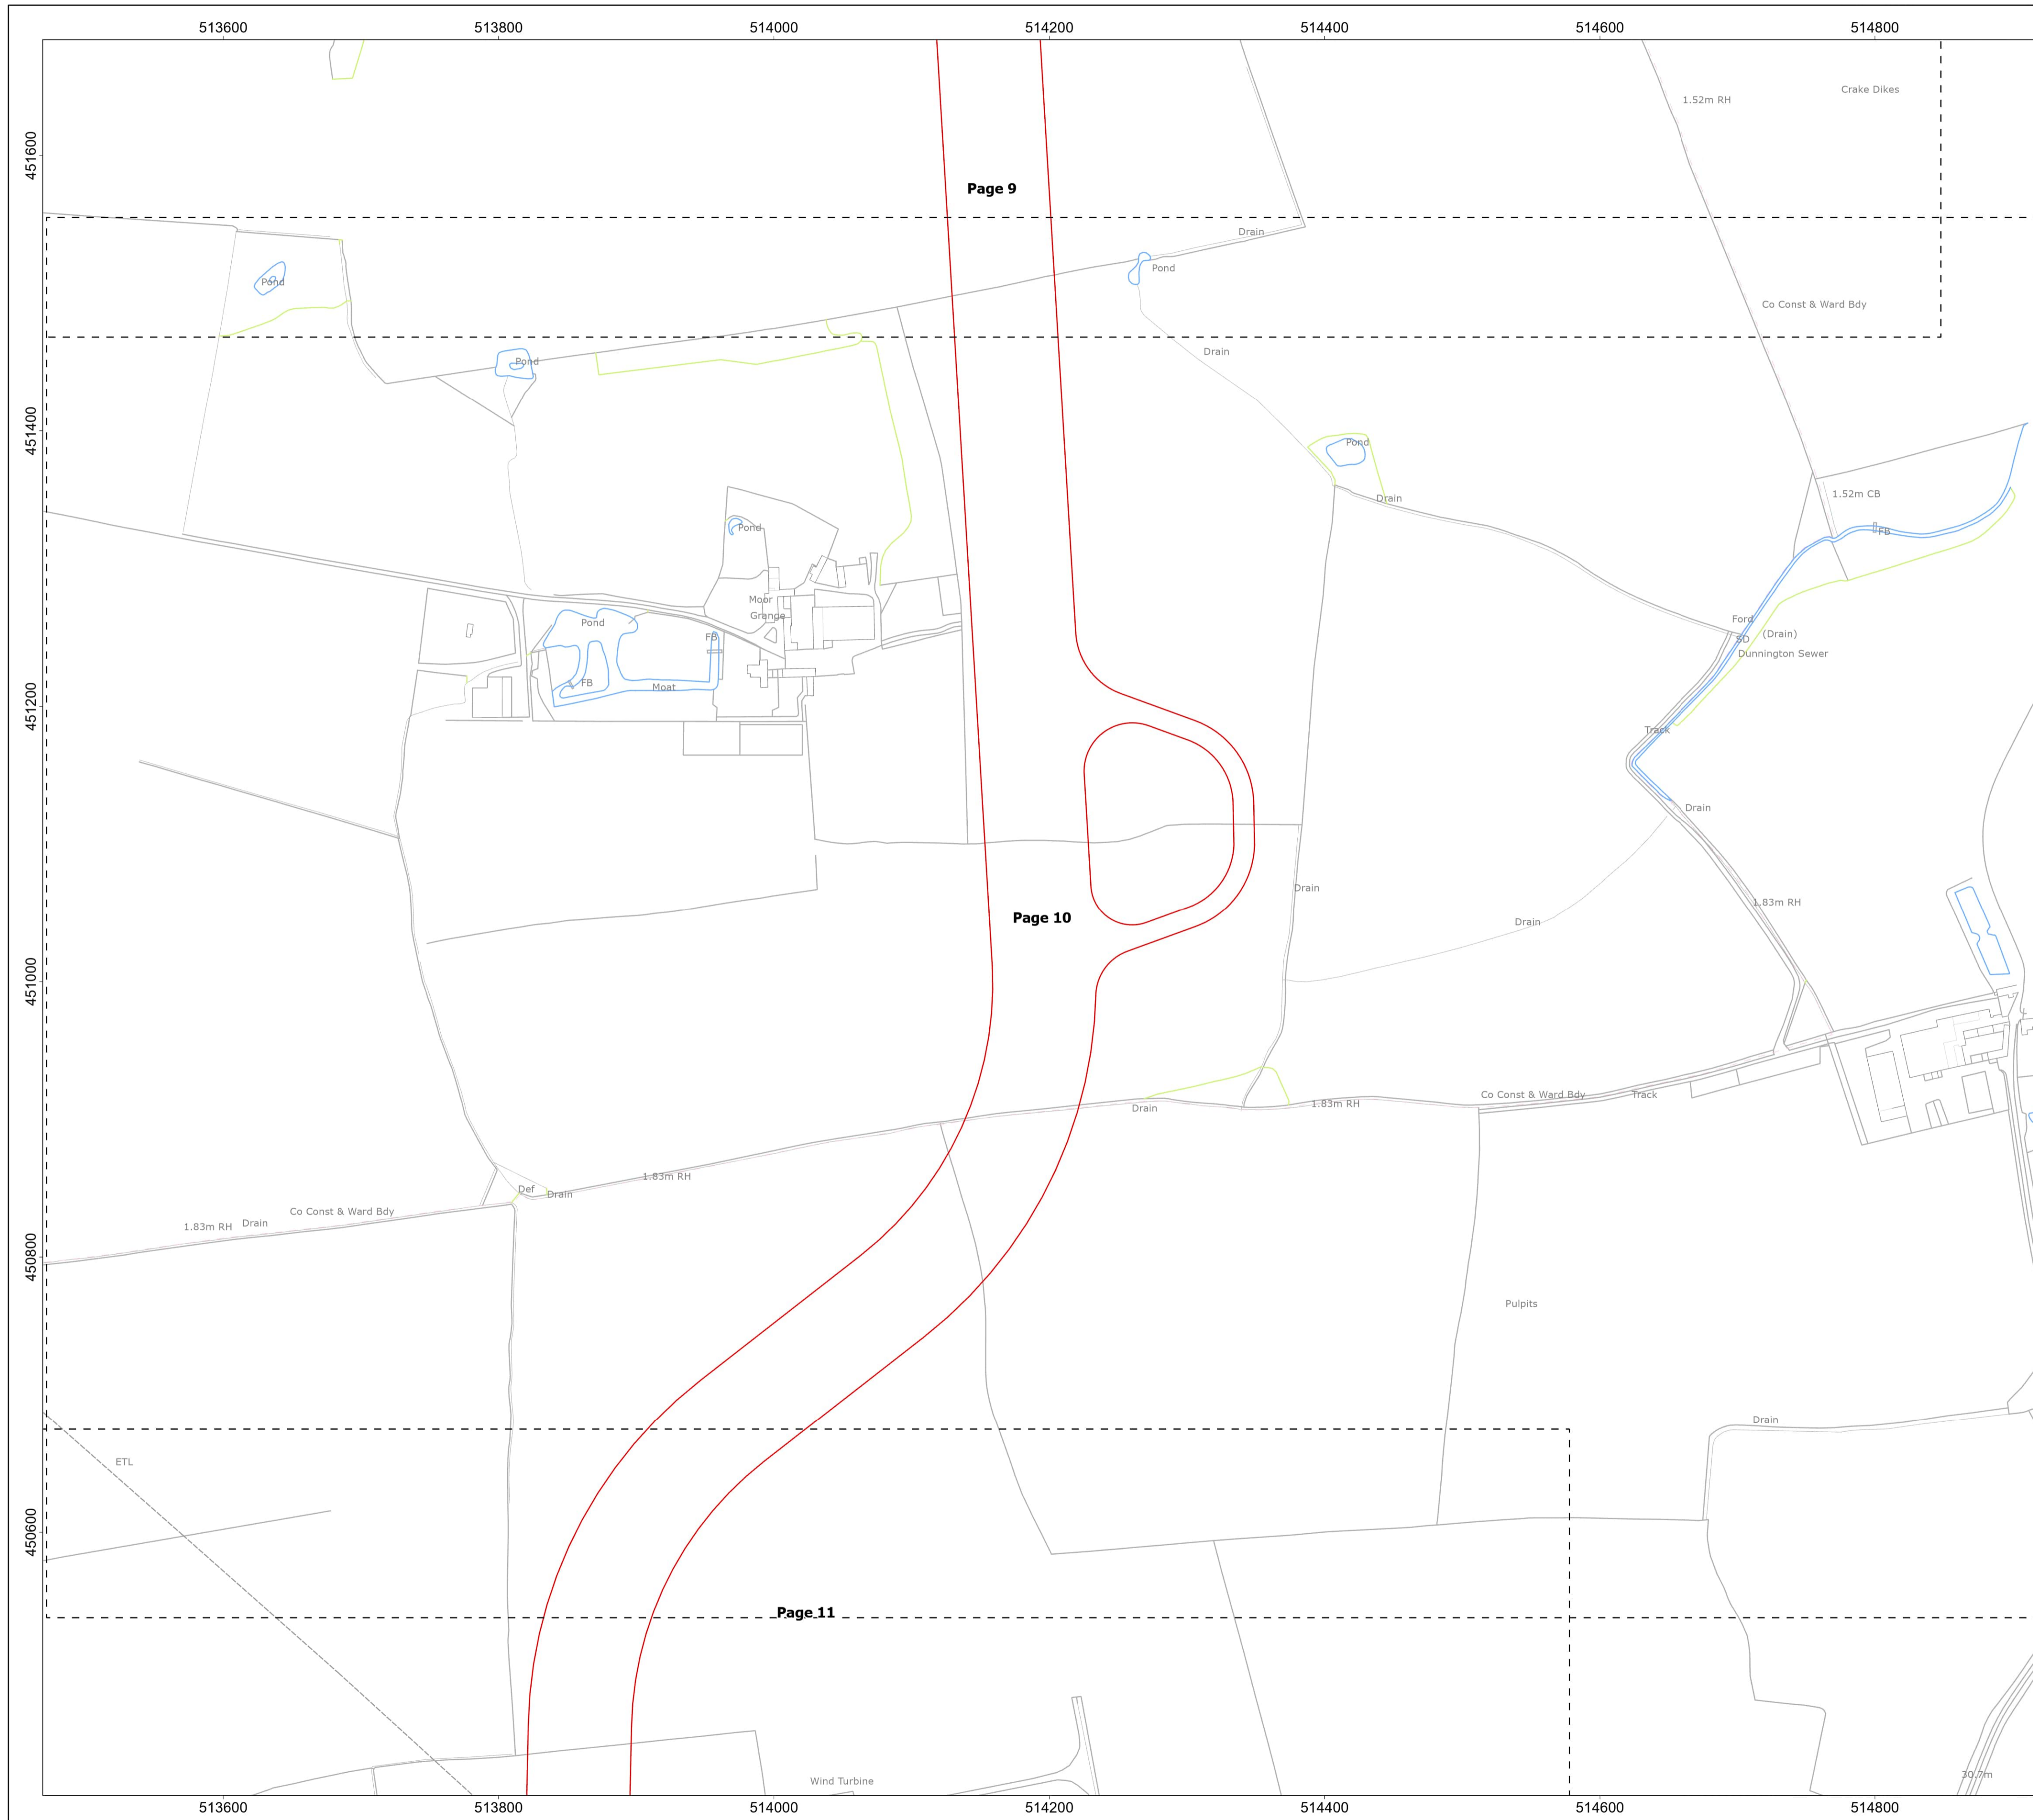 513600 513800 514000 514200 514400 514600 514800
Crake Dikes
1.52m RH
451600
Page 9
Drain
Pond
Pond
Co Const & Ward Bdy
Drain
Pond
451400
Pond
Drain
1.52m CB
Pond
FB
Moor
Grange
Pond
Ford
FB
(Drain)
SD
Dunnington Sewer
FB
Moat
451200
Track
Drain
Drain
1.83m RH
Page 10
Drain
451000
Co Const & Ward Bdy
Track
Drain
1.83m RH
1.83m RH
Def
Drain
Co Const & Ward Bdy
1.83m RH
Drain
450800
Pulpits
Drain
ETL
450600
Page 11
30.7m
Wind Turbine
513600 513800 514000 514200 514400 514600 514800